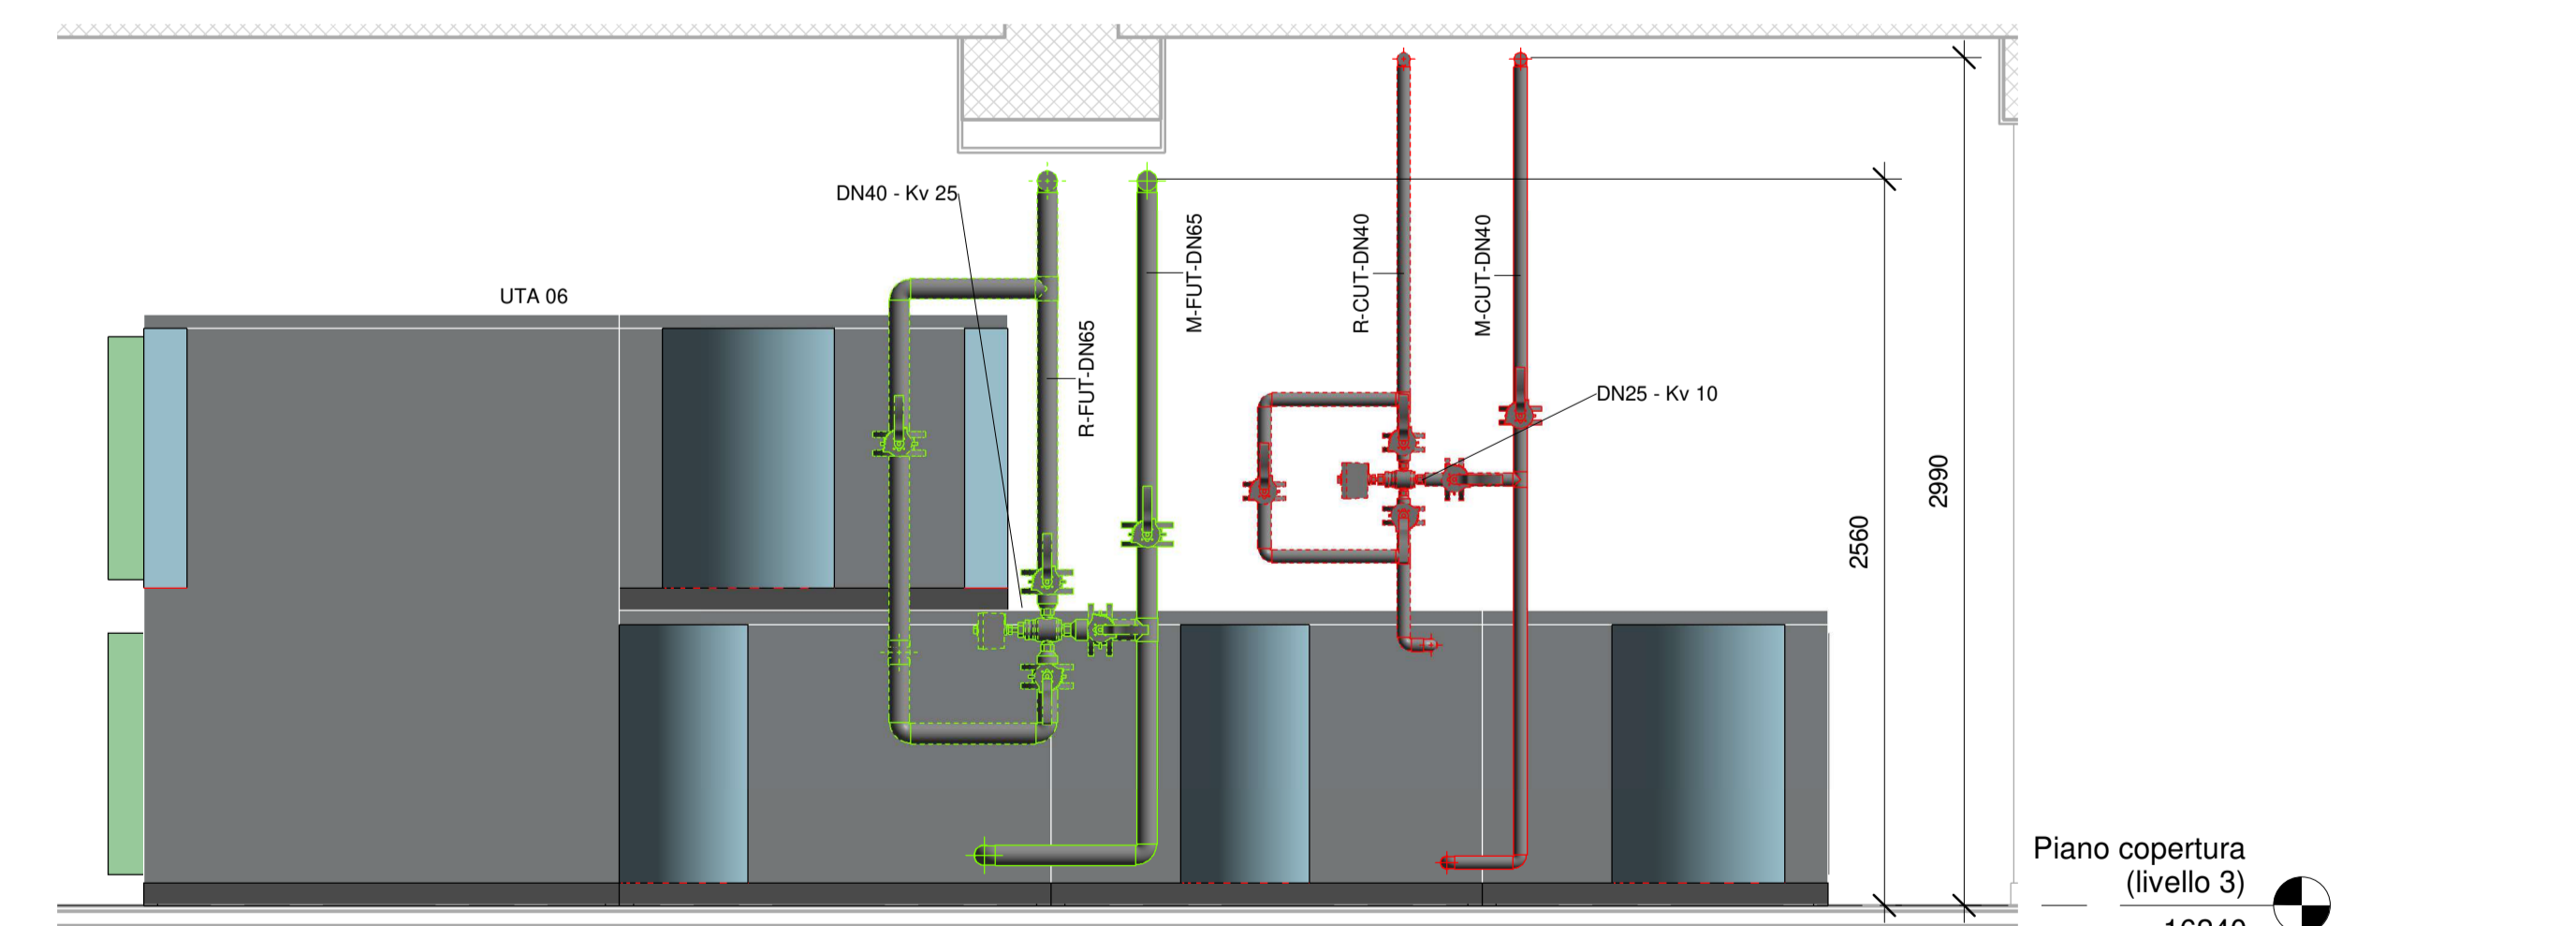 DN40 - Kv 25
UTA 06
R-FUT-DN65
M-FUT-DN65
R-CUT-DN40
M-CUT-DN40
DN25 - Kv 10
2560
2990
Piano copertura
(livello 3)